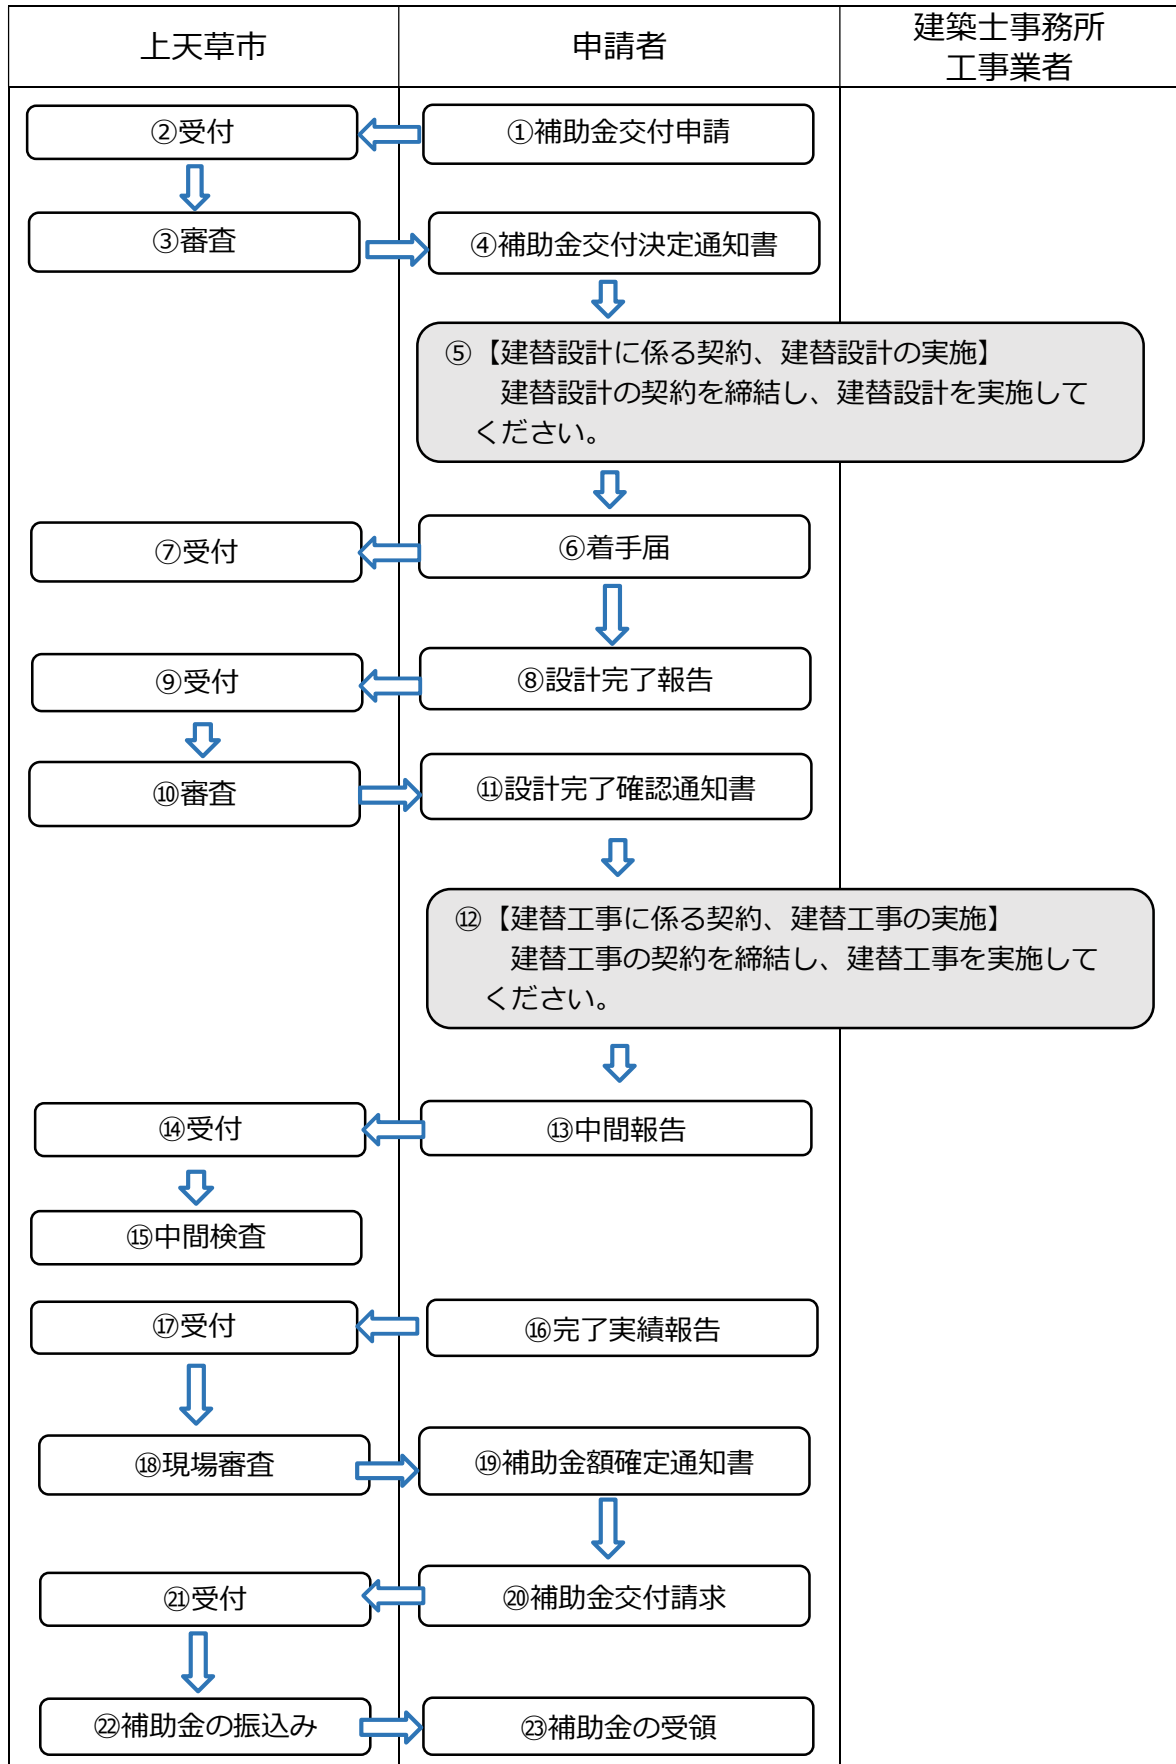 上天草市
申請者
建築士事務所
工事業者
①補助金交付申請
②受付
③審査
④補助金交付決定通知書
⑤【建替設計に係る契約、建替設計の実施】
建替設計の契約を締結し、建替設計を実施して
ください。
⑥着手届
⑦受付
⑧設計完了報告
⑨受付
⑩審査
⑪設計完了確認通知書
⑫【建替工事に係る契約、建替工事の実施】
建替工事の契約を締結し、建替工事を実施して
ください。
⑬中間報告
⑭受付
⑮中間検査
⑯完了実績報告
⑰受付
⑱現場審査
⑲補助金額確定通知書
⑳補助金交付請求
㉑受付
㉒補助金の振込み
㉓補助金の受領